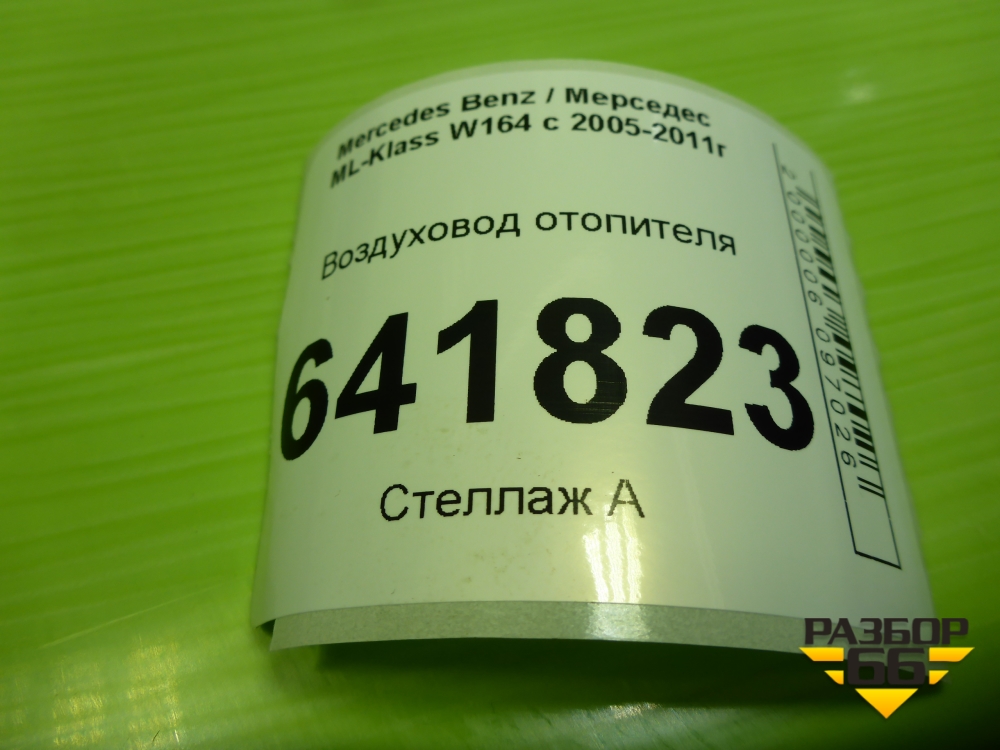 Mercedes Benz / Мерседес
ML-Klass W164 с 2005-2011г
Воздуховод отопителя
641823
Стеллаж А
2000006097026
РАЗБОР
66